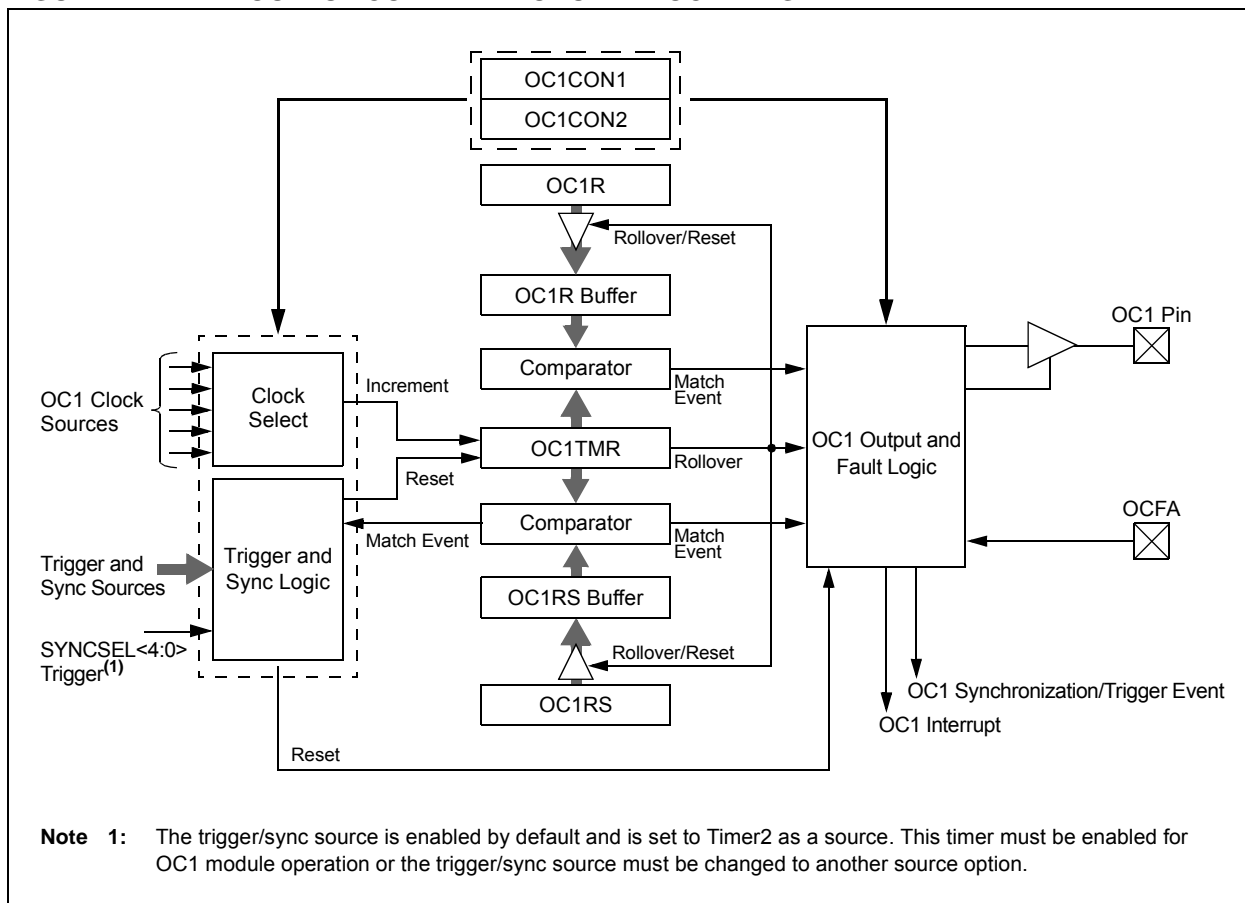 OC1CON1
OC1CON2
OC1R
Rollover/Reset
OC1R Buffer
OC1 Pin
Comparator
Match
Event
Increment
Clock
Select
OC1 Clock
Sources
OC1TMR
Rollover
OC1 Output and
Fault Logic
Reset
Comparator
Match Event
Match
Event
OCFA
Trigger and
Sync Logic
Trigger and
Sync Sources
OC1RS Buffer
SYNCSEL<4:0>
Trigger(1)
Rollover/Reset
OC1RS
OC1 Synchronization/Trigger Event
OC1 Interrupt
Reset
Note 1: The trigger/sync source is enabled by default and is set to Timer2 as a source. This timer must be enabled for
OC1 module operation or the trigger/sync source must be changed to another source option.